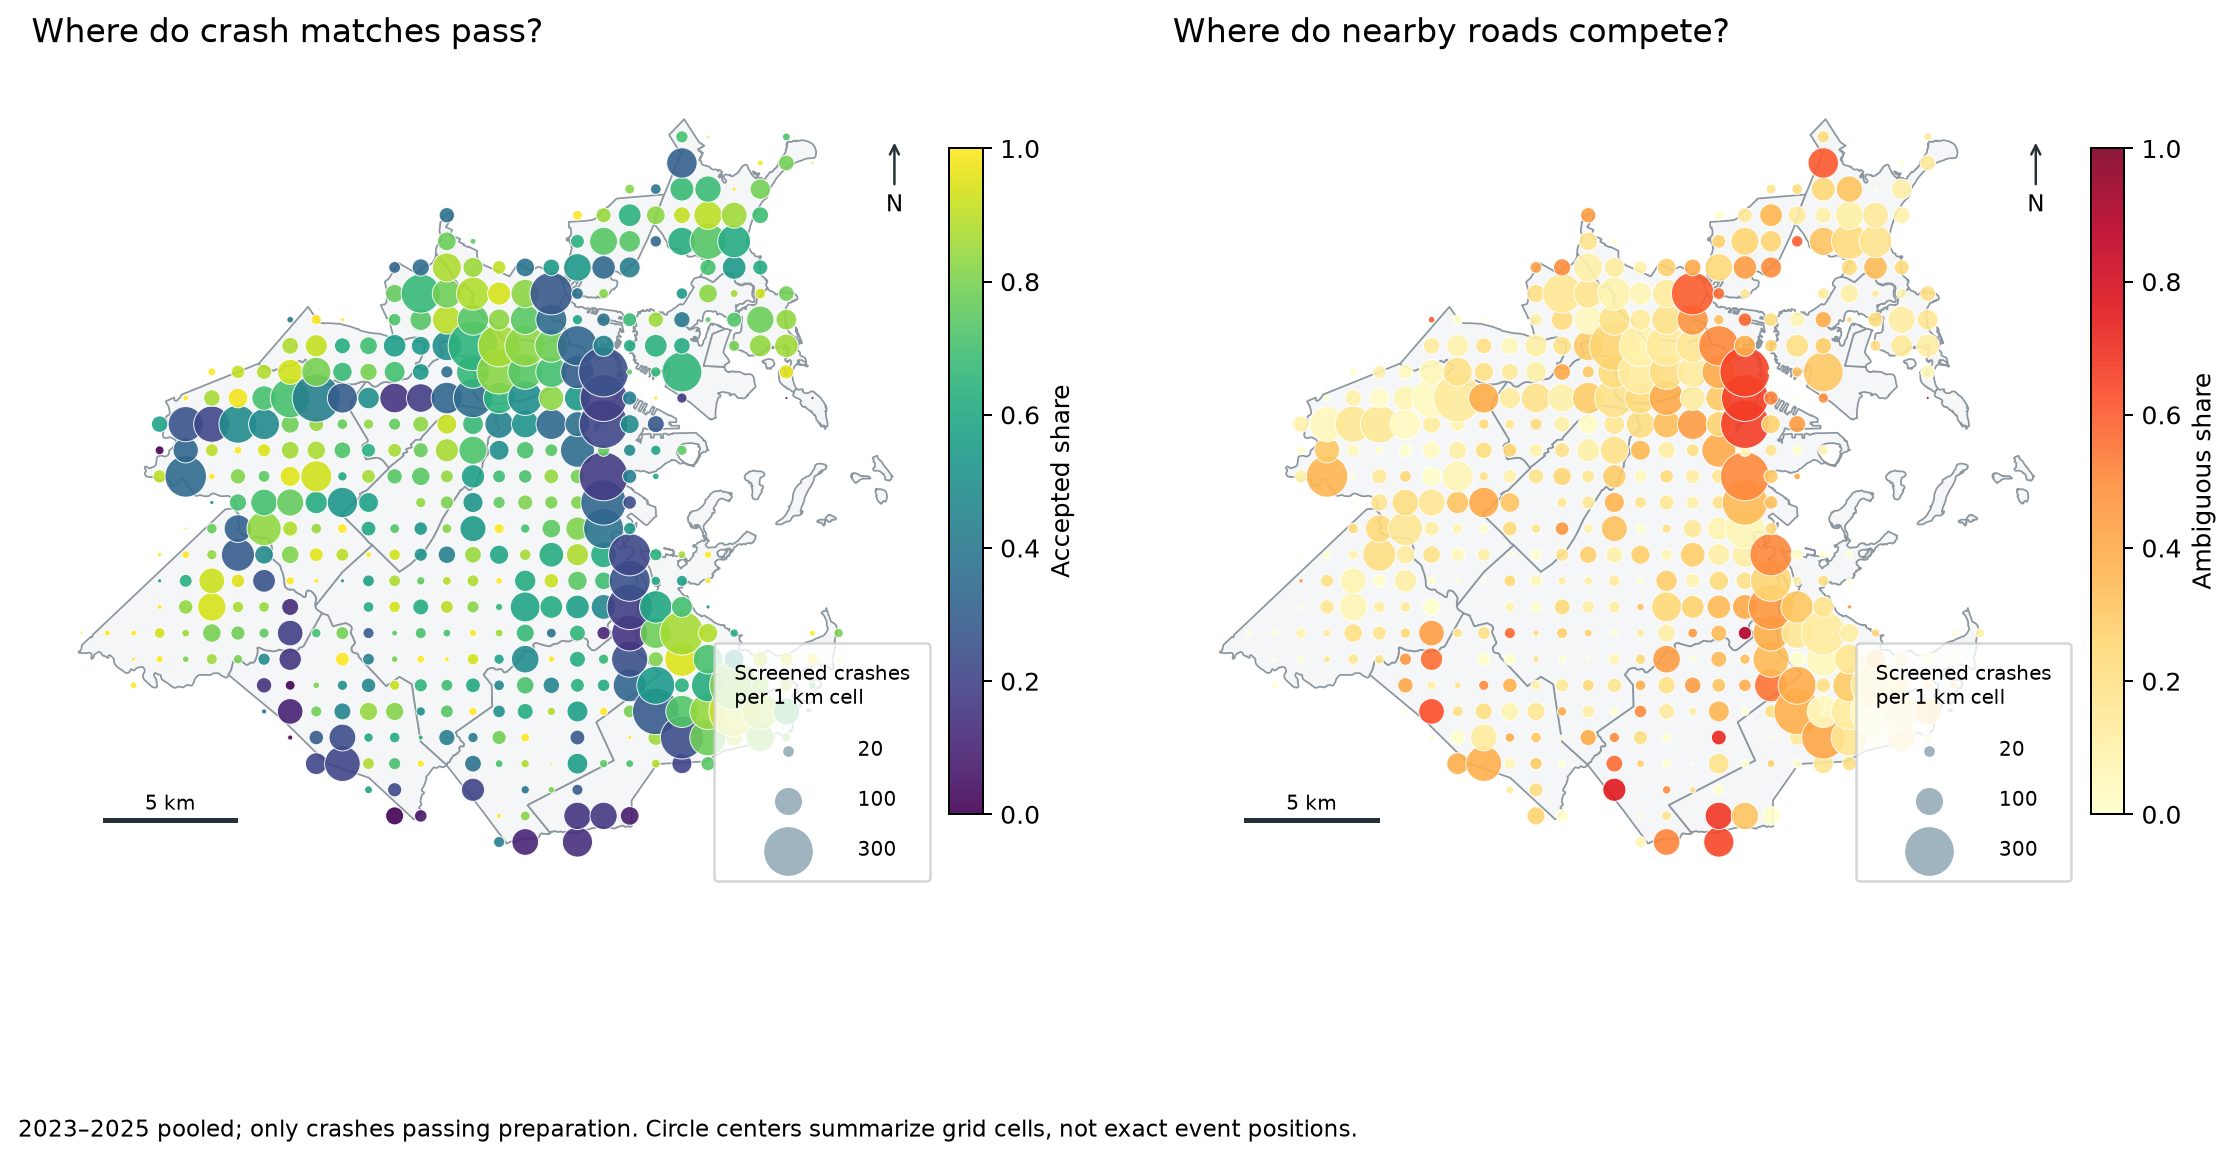 Where do crash matches pass?
N
1.0
0.8
0.6
0.4
0.2
0.0
Accepted share
Screened crashes
per 1 km cell
20
100
300
5 km
Where do nearby roads compete?
N
1.0
0.8
0.6
0.4
0.2
0.0
Ambiguous share
Screened crashes
per 1 km cell
20
100
300
5 km
2023–2025 pooled; only crashes passing preparation. Circle centers summarize grid cells, not exact event positions.